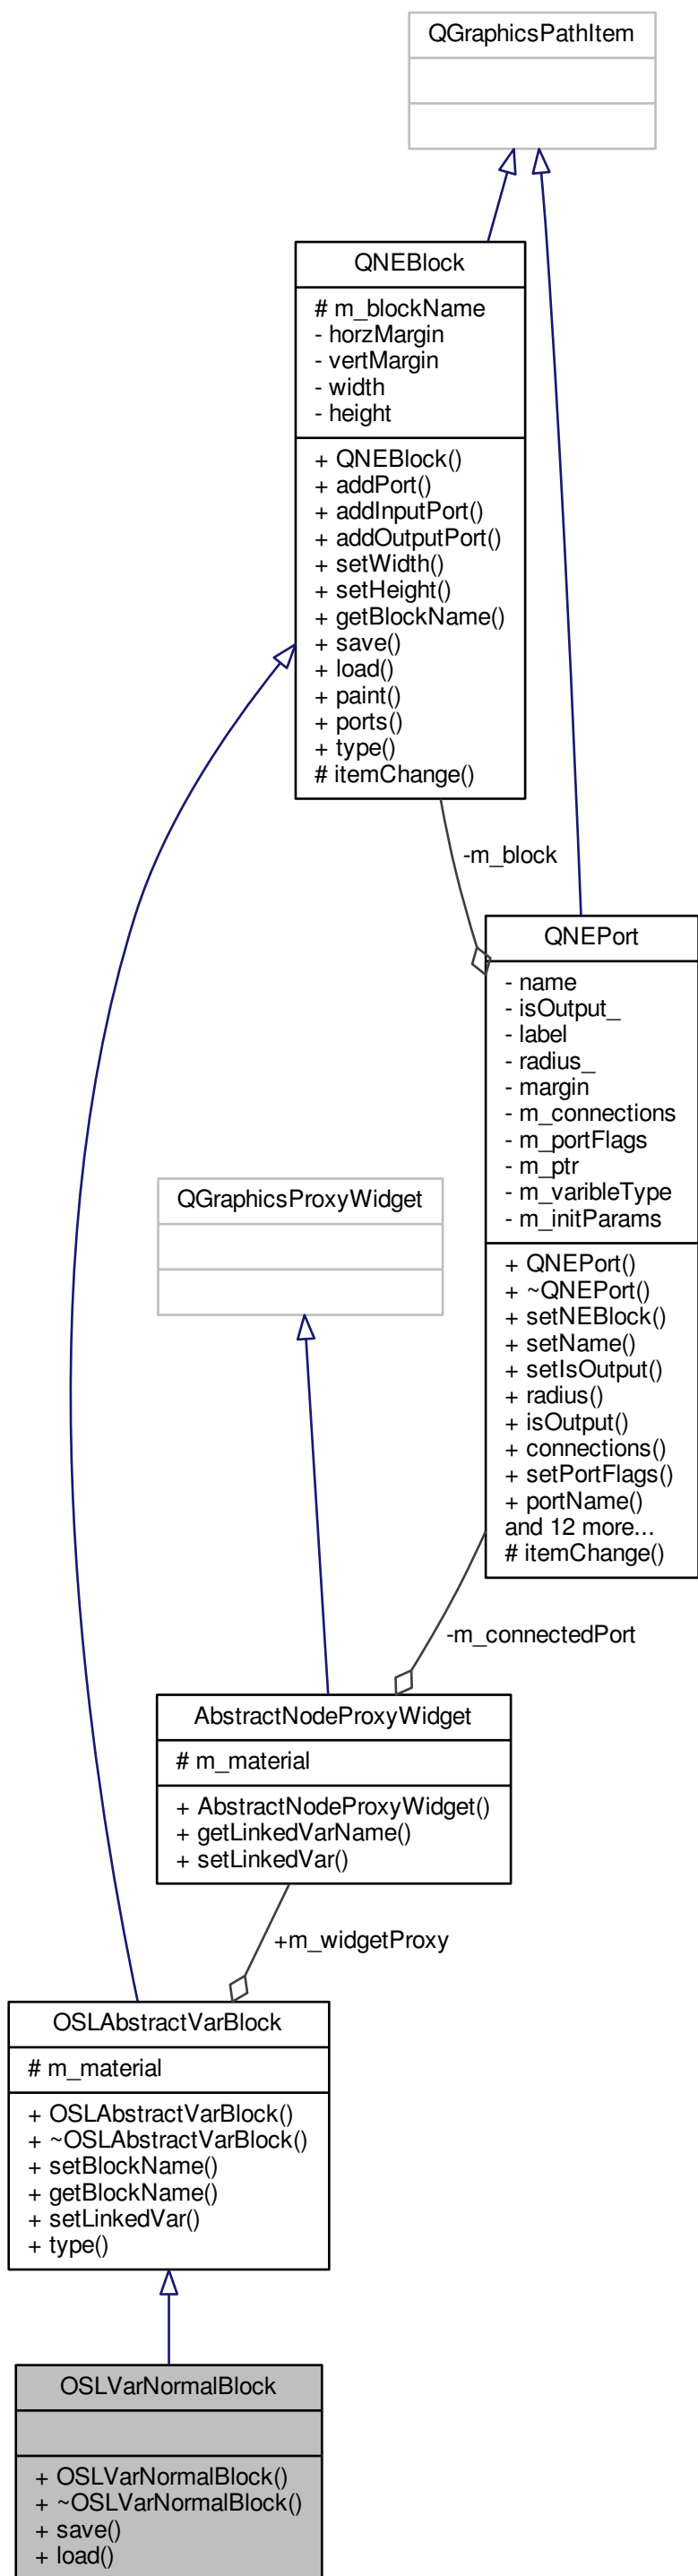 QGraphicsPathItem
QNEBlock
# m_blockName
- horzMargin
- vertMargin
- width
- height
+ QNEBlock()
+ addPort()
+ addInputPort()
+ addOutputPort()
+ setWidth()
+ setHeight()
+ getBlockName()
+ save()
+ load()
+ paint()
+ ports()
+ type()
# itemChange()
-m_block
QNEPort
- name
- isOutput_
- label
- radius_
- margin
- m_connections
- m_portFlags
- m_ptr
- m_varibleType
- m_initParams
+ QNEPort()
+ ~QNEPort()
+ setNEBlock()
+ setName()
+ setIsOutput()
+ radius()
+ isOutput()
+ connections()
+ setPortFlags()
+ portName()
and 12 more...
# itemChange()
QGraphicsProxyWidget
-m_connectedPort
AbstractNodeProxyWidget
# m_material
+ AbstractNodeProxyWidget()
+ getLinkedVarName()
+ setLinkedVar()
+m_widgetProxy
OSLAbstractVarBlock
# m_material
+ OSLAbstractVarBlock()
+ ~OSLAbstractVarBlock()
+ setBlockName()
+ getBlockName()
+ setLinkedVar()
+ type()
OSLVarNormalBlock
+ OSLVarNormalBlock()
+ ~OSLVarNormalBlock()
+ save()
+ load()